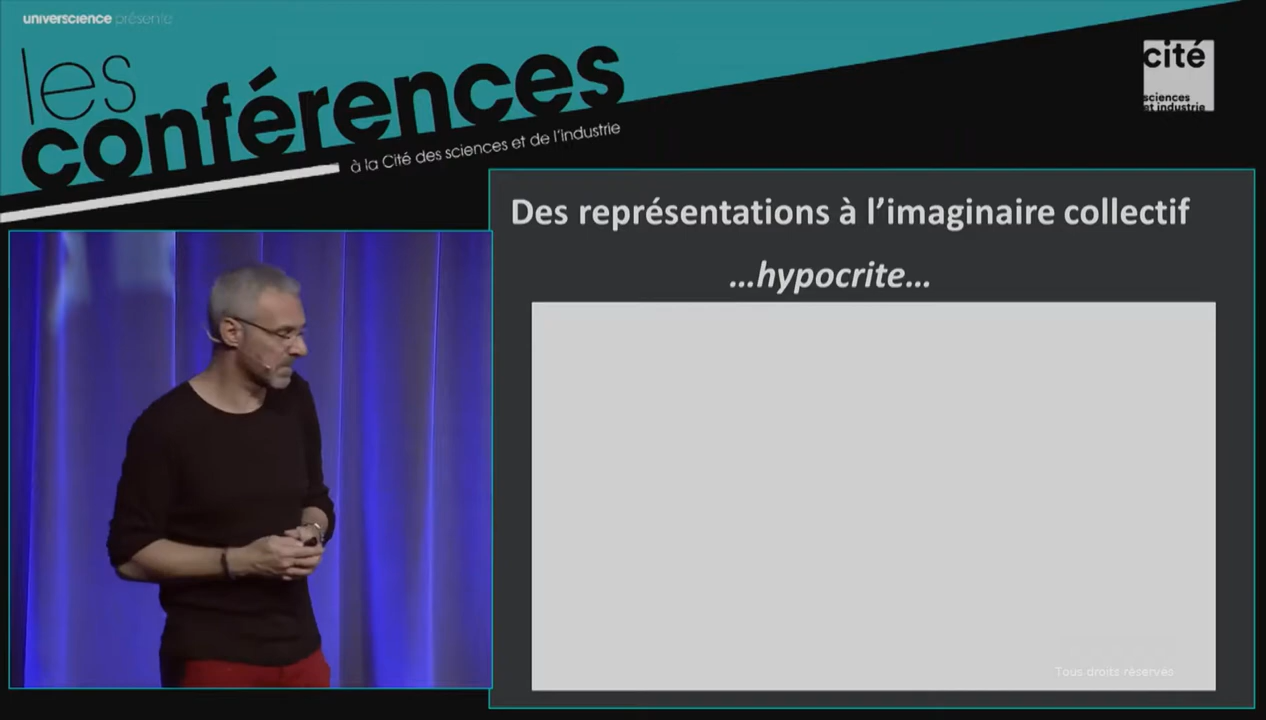 universcience présente
les
conférences
à la Cité des sciences et de l'industrie
cité
sciences
et industrie
Des représentations à l'imaginaire collectif
...hypocrite...
Tous droits réservés